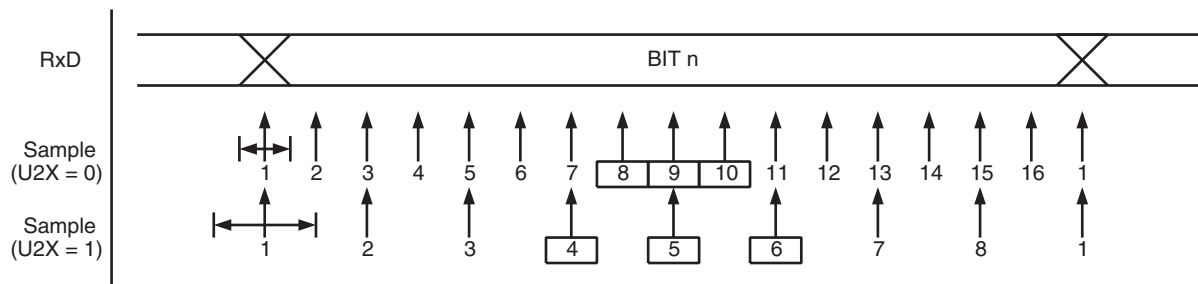 RxD
BIT n
Sample
(U2X = 0)
1 2 3 4 5 6 7 8 9 10 11 12 13 14 15 16 1
Sample
(U2X = 1)
1 2 3 4 5 6 7 8 1